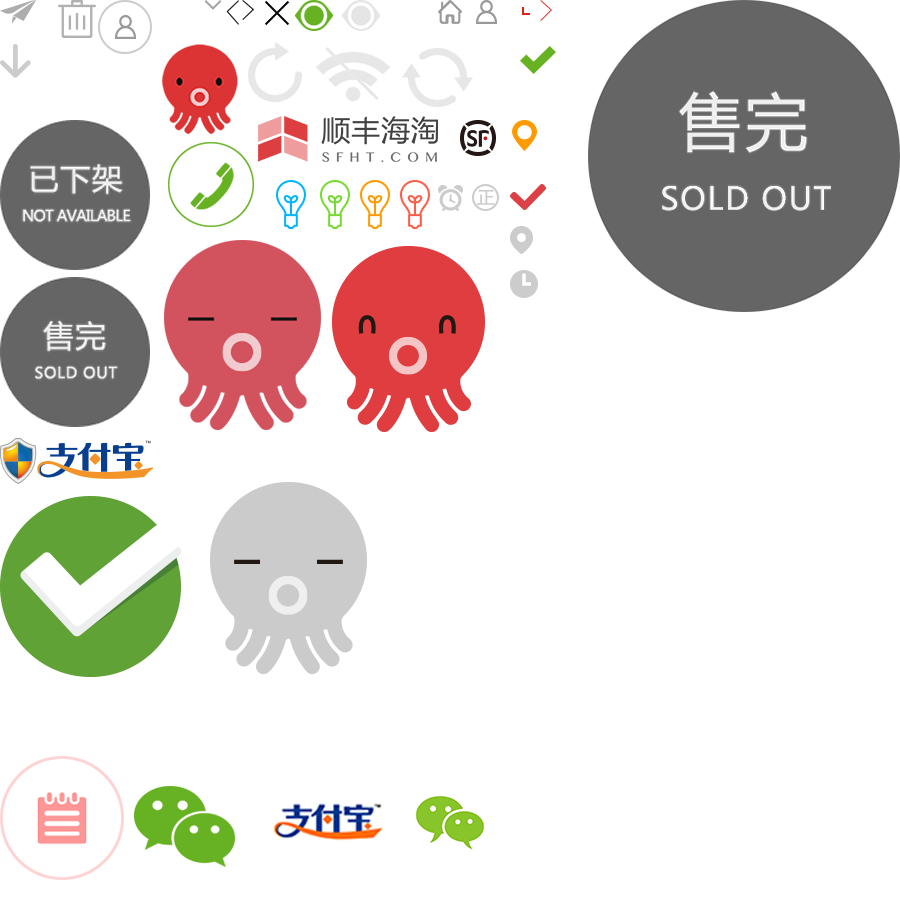 顺丰海淘
SFHT.COM
SF
正
已下架
NOT AVAILABLE
售完
SOLD OUT
售完
SOLD OUT
支付宝™
支付宝™